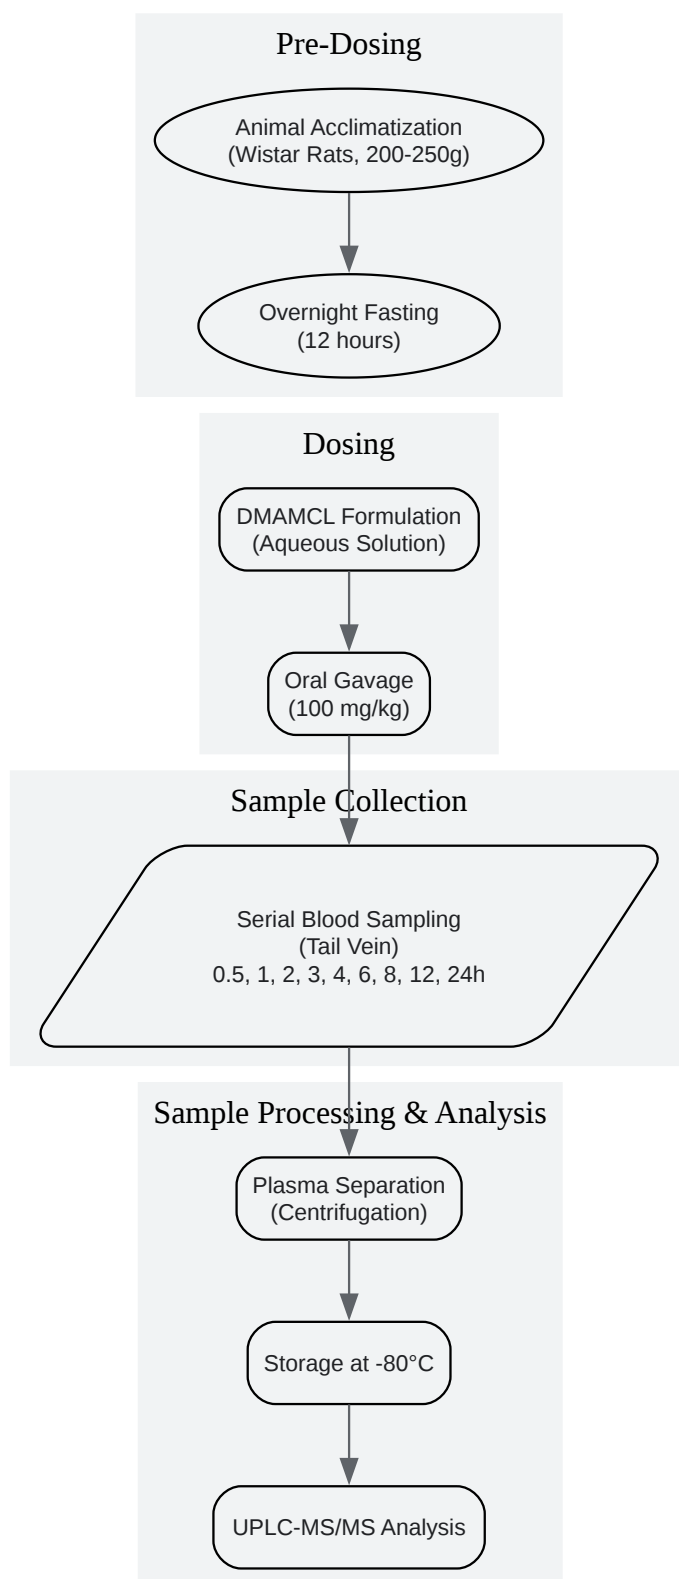 Pre-Dosing
Animal Acclimatization
(Wistar Rats, 200-250g)
Overnight Fasting
(12 hours)
Dosing
DMAMCL Formulation
(Aqueous Solution)
Oral Gavage
(100 mg/kg)
Sample Collection
Serial Blood Sampling
(Tail Vein)
0.5, 1, 2, 3, 4, 6, 8, 12, 24h
Sample Processing & Analysis
Plasma Separation
(Centrifugation)
Storage at -80°C
UPLC-MS/MS Analysis